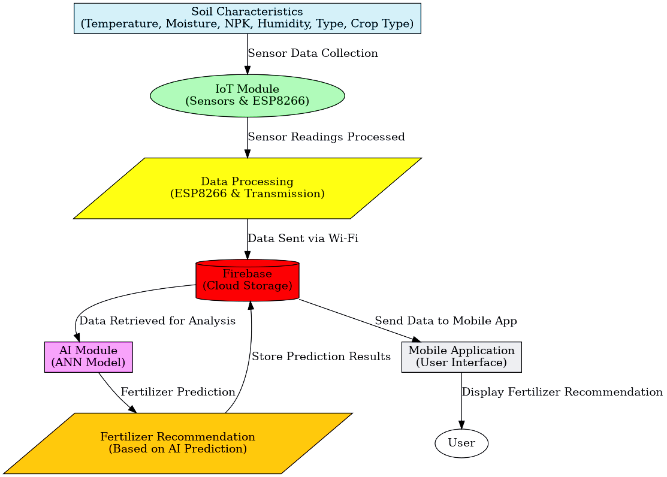 Soil Characteristics
(Temperature, Moisture, NPK, Humidity, Type, Crop Type)
Sensor Data Collection
IoT Module
(Sensors & ESP8266)
Sensor Readings Processed
Data Processing
(ESP8266 & Transmission)
Data Sent via Wi-Fi
Firebase
(Cloud Storage)
Data Retrieved for Analysis
Send Data to Mobile App
AI Module
(ANN Model)
Store Prediction Results
Mobile Application
(User Interface)
Fertilizer Prediction
Display Fertilizer Recommendation
Fertilizer Recommendation
(Based on AI Prediction)
User